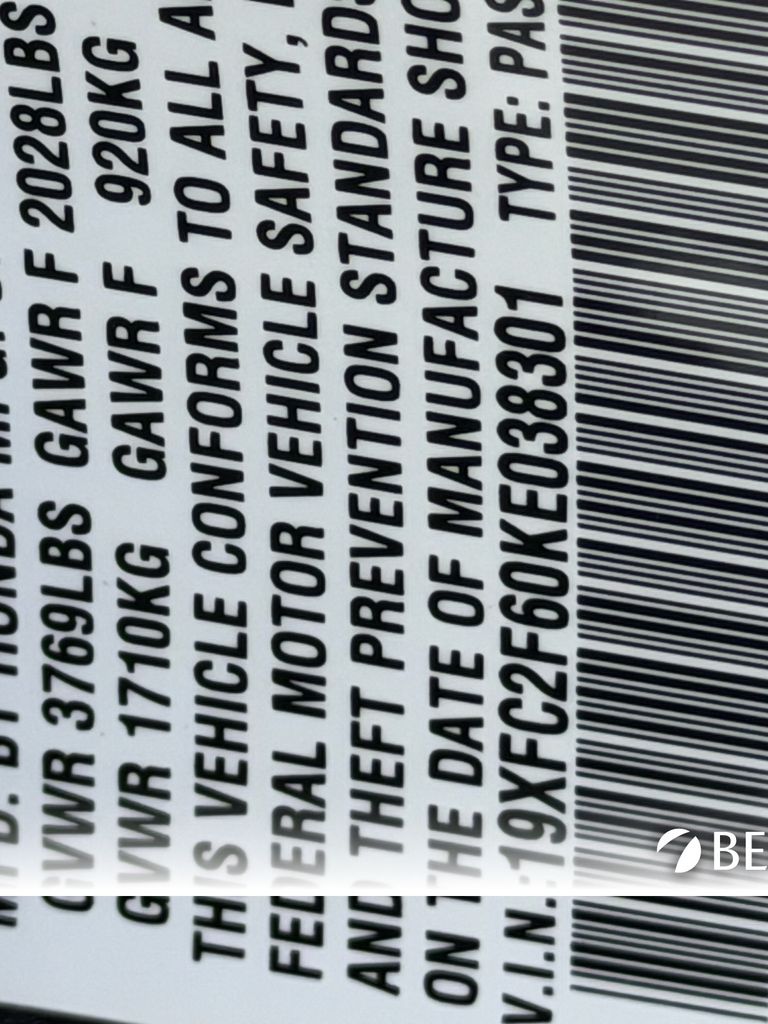 GVWR 3769LBS GAWR F 2028LBS
GVWR 1710KG GAWR F 920KG
THIS VEHICLE CONFORMS TO ALL A
FEDERAL MOTOR VEHICLE SAFETY,
AND THEFT PREVENTION STANDARDS
ON THE DATE OF MANUFACTURE SHO
V.I.N.:19XFC2F60KE038301 TYPE: PAS
BE